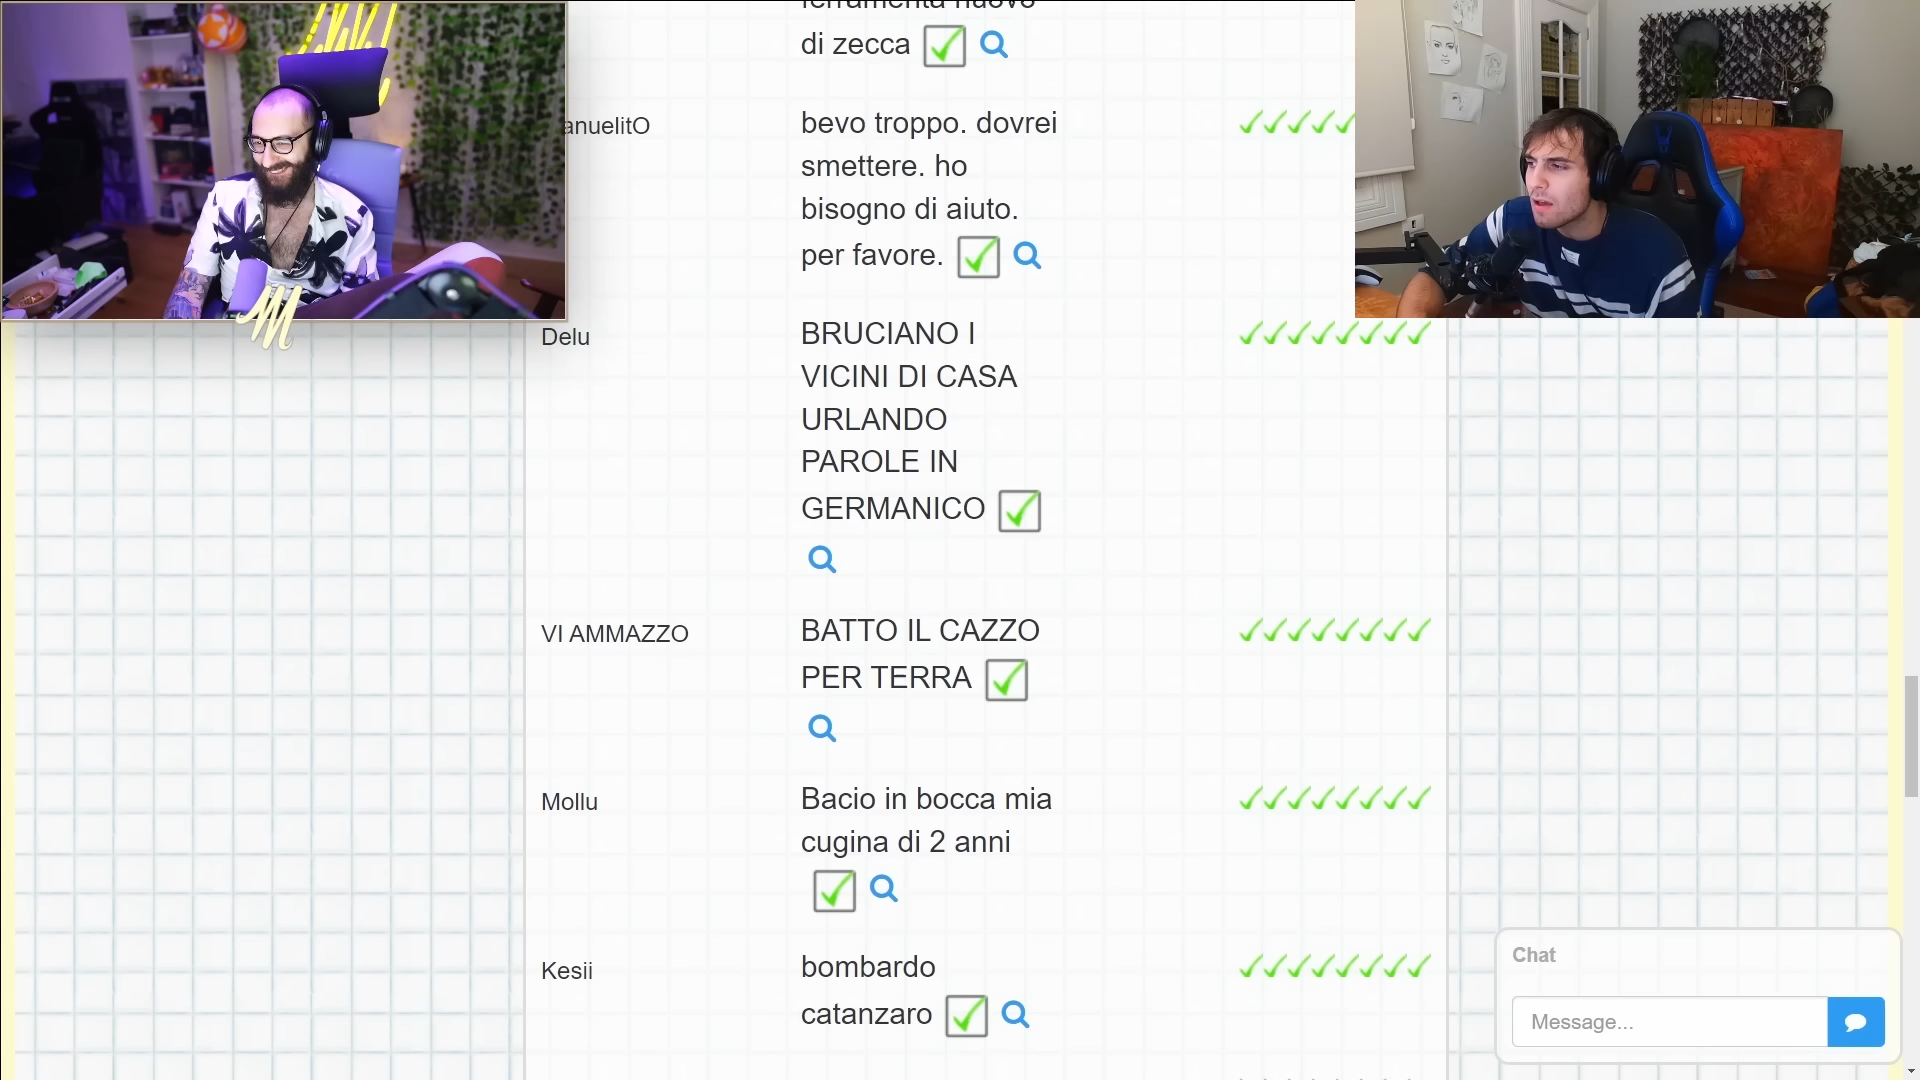 di zecca
anuelitO
bevo troppo. dovrei
smettere. ho
bisogno di aiuto.
per favore.
Delu
BRUCIANO I
VICINI DI CASA
URLANDO
PAROLE IN
GERMANICO
VI AMMAZZO
BATTO IL CAZZO
PER TERRA
Mollu
Bacio in bocca mia
cugina di 2 anni
Kesii
bombardo
catanzaro
Chat
Message...